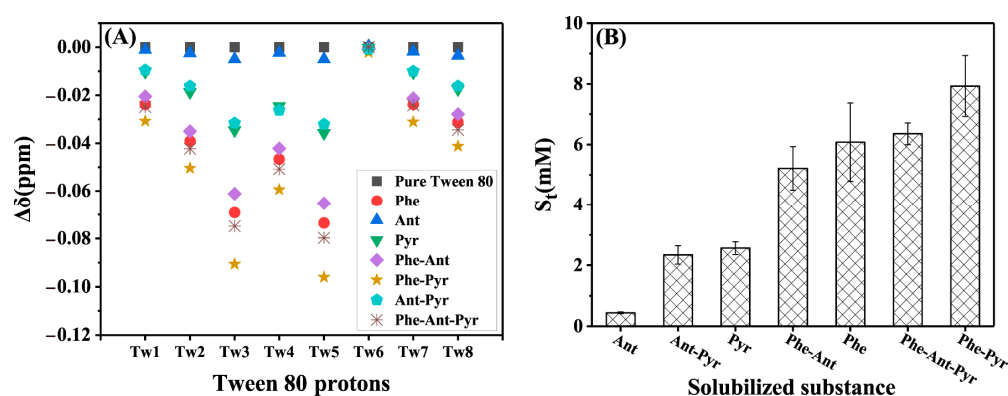 (A)
Δδ(ppm)
0.00
−0.02
−0.04
−0.06
−0.08
−0.10
−0.12
Pure Tween 80
Phe
Ant
Pyr
Phe-Ant
Phe-Pyr
Ant-Pyr
Phe-Ant-Pyr
Tw1 Tw2 Tw3 Tw4 Tw5 Tw6 Tw7 Tw8
Tween 80 protons
(B)
St(mM)
10
8
6
4
2
0
Ant Ant-Pyr Pyr Phe-Ant Phe Phe-Ant-Pyr Phe-Pyr
Solubilized substance